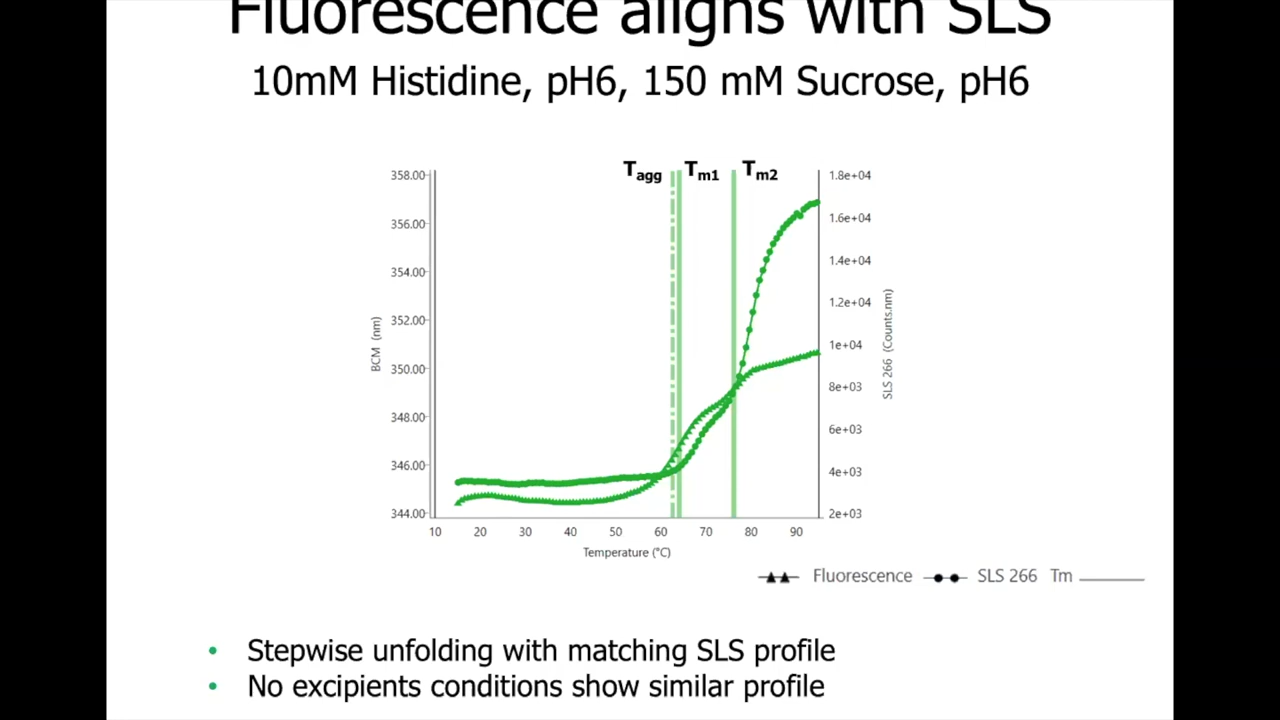 Fluorescence aligns with SLS
10mM Histidine, pH6, 150 mM Sucrose, pH6
Tagg Tm1 Tm2
358.00
356.00
354.00
352.00
350.00
348.00
346.00
344.00
BCM (nm)
1.8e+04
1.6e+04
1.4e+04
1.2e+04
1e+04
8e+03
6e+03
4e+03
2e+03
SLS 266 (Counts.nm)
10 20 30 40 50 60 70 80 90
Temperature (°C)
Fluorescence SLS 266 Tm
• Stepwise unfolding with matching SLS profile
• No excipients conditions show similar profile